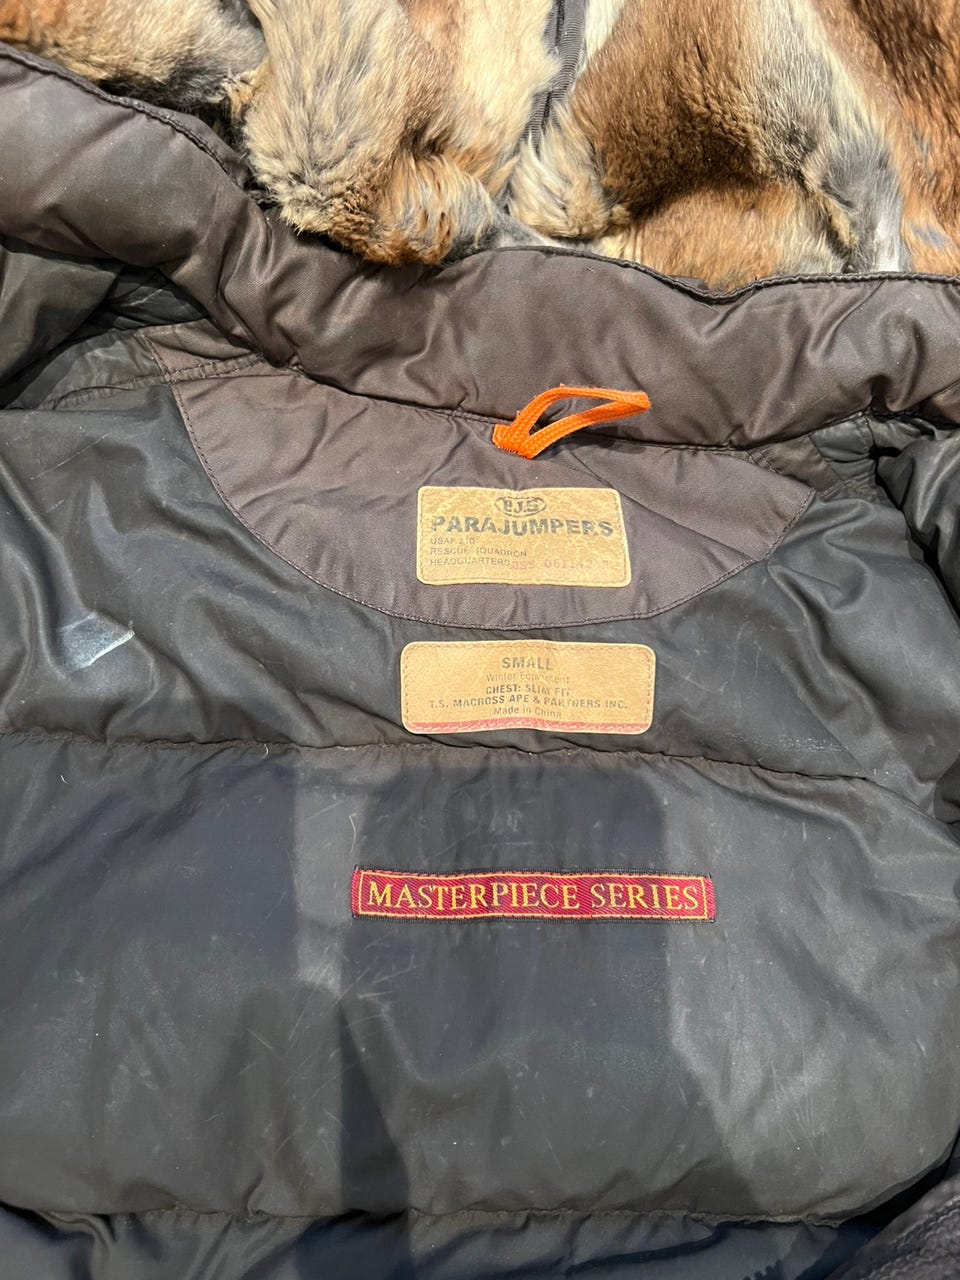 P.J.S
PARAJUMPERS
USAF 210
RESCUE SQUADRON
HEADQUARTERS 061142
SMALL
Winter Equipment
CHEST: SLIM FIT
T.S. MACROSS APE & PARTNERS INC.
Made in China
MASTERPIECE SERIES